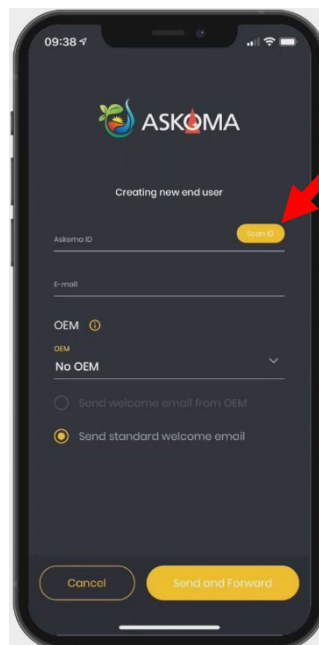 09:38
ASKOMA
Creating new end user
Askoma ID
Scan ID
E-mail
OEM
OEM
No OEM
Send welcome email from OEM
Send standard welcome email
Cancel
Send and Forward